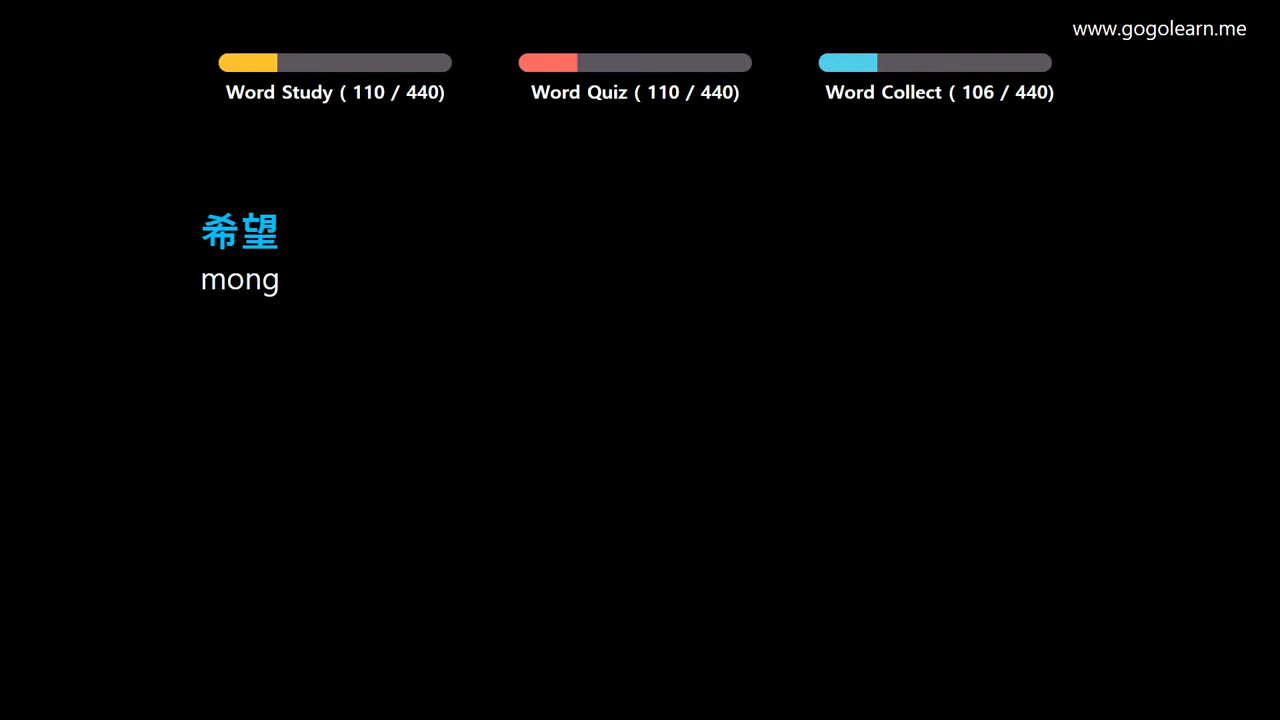 www.gogolearn.me
Word Study ( 110 / 440)
Word Quiz ( 110 / 440)
Word Collect ( 106 / 440)
希望
mong